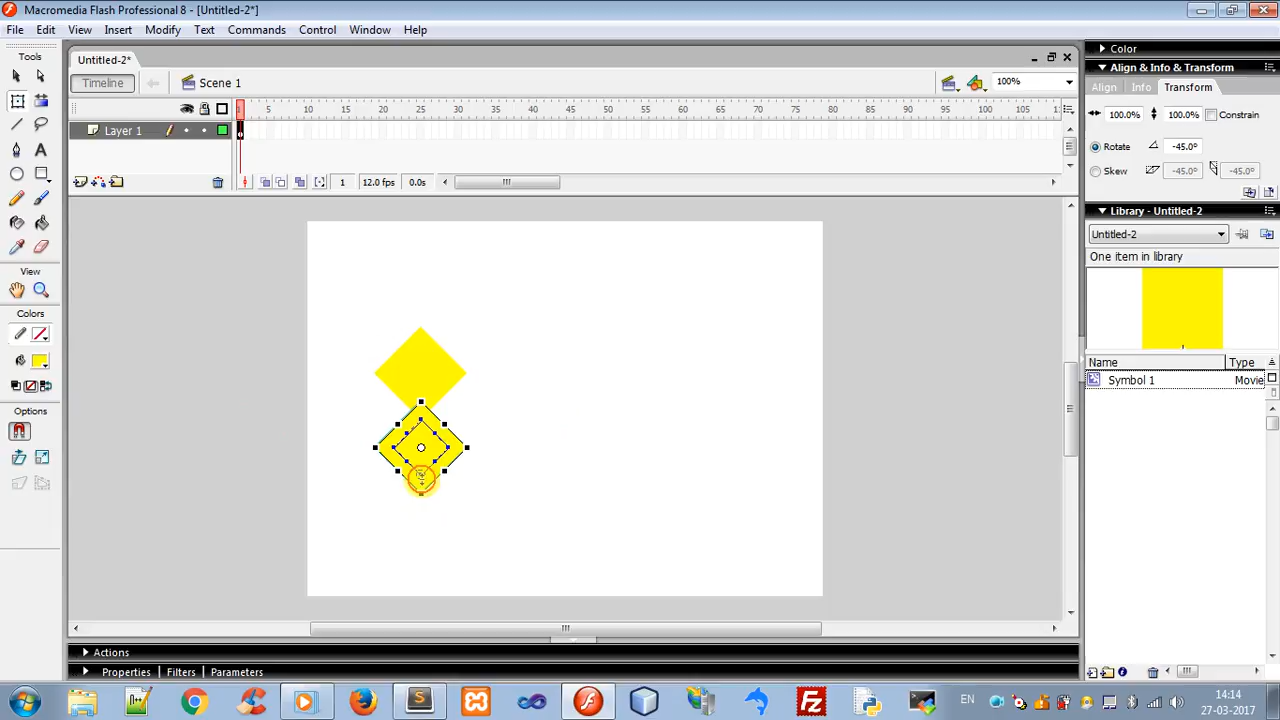 Macromedia Flash Professional 8 - [Untitled-2*]
File Edit View Insert Modify Text Commands Control Window Help
Tools
View
Colors
Options
Untitled-2*
Timeline
Scene 1
100%
1 5 10 15 20 25 30 35 40 45 50 55 60 65 70 75 80 85 90 95 100 105 110
Layer 1
1 12.0 fps 0.0s
Color
Align & Info & Transform
Align Info Transform
100.0% 100.0% Constrain
Rotate -45.0°
Skew -45.0° -45.0°
Library - Untitled-2
Untitled-2
One item in library
Name Type
Symbol 1 Movie
Actions
Properties Filters Parameters
EN
14:14
27-03-2017